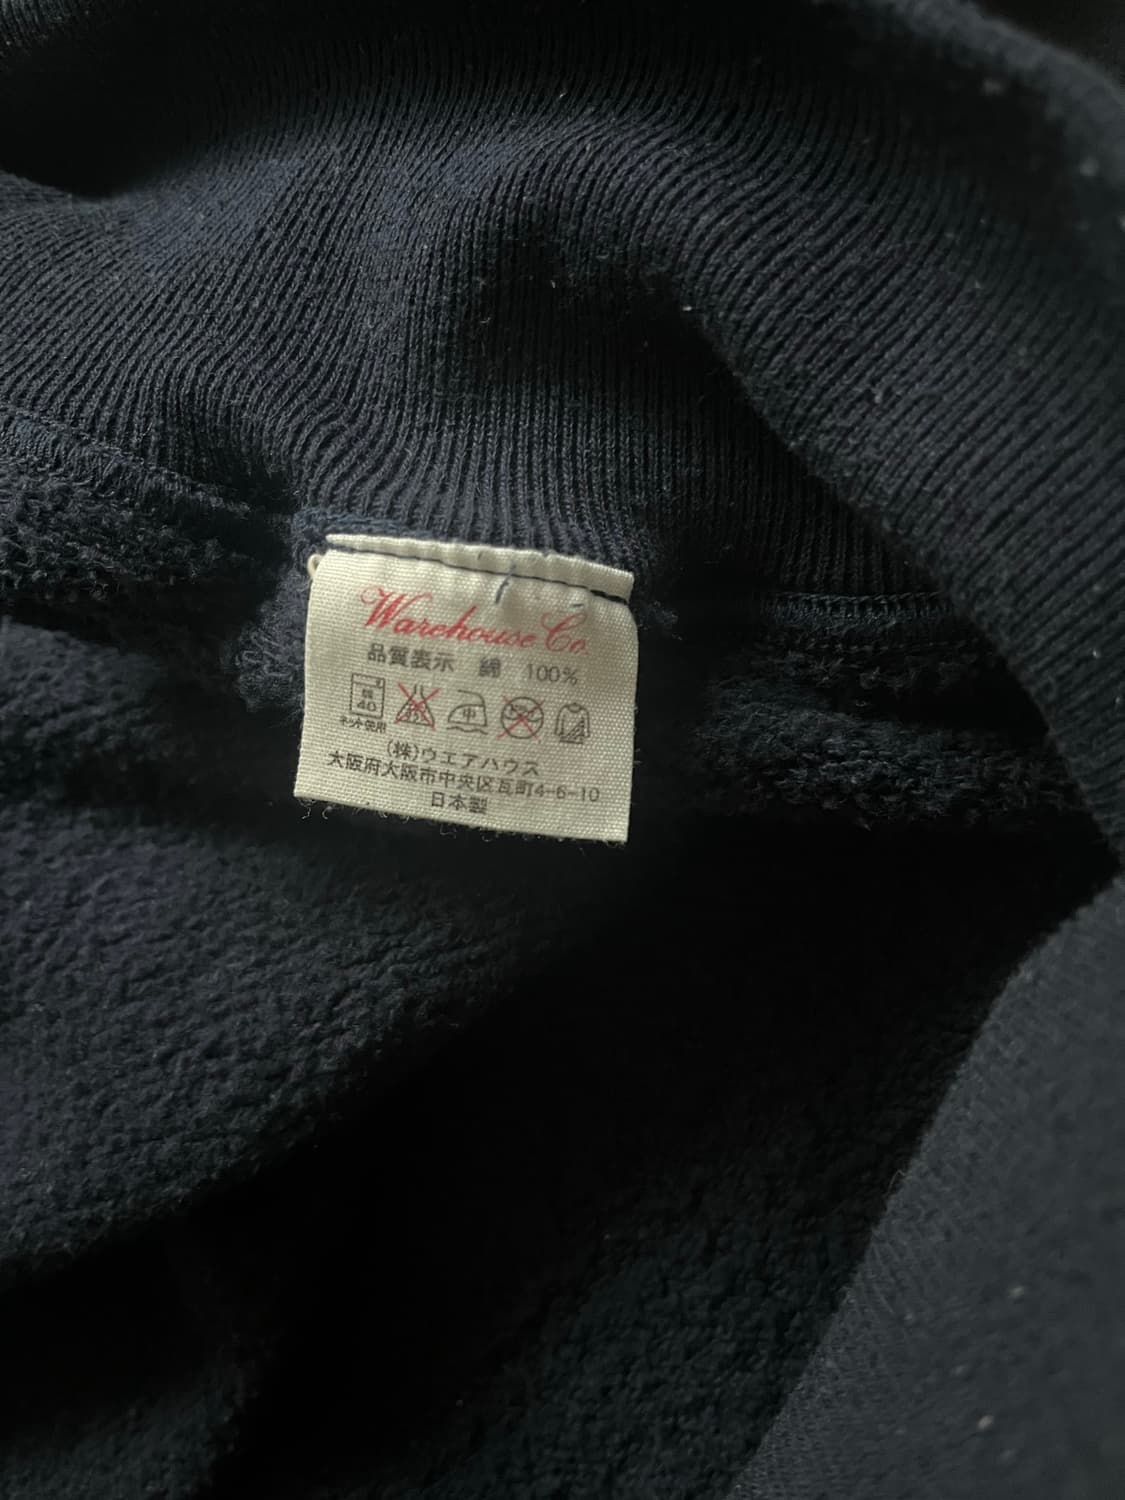 Warehouse Co.
品質表示 綿 100%
40 中
ネット使用
(株)ウエアハウス
大阪府大阪市中央区瓦町4-6-10
日本製